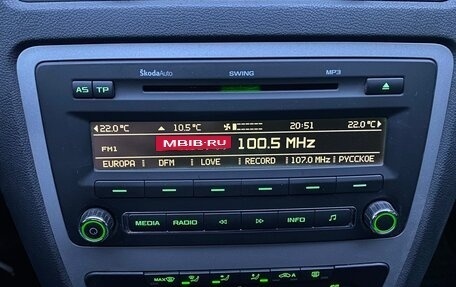 ŠkodaAuto SWING MP3
AS TP
22.0 °C 10.5 °C 20:51 22.0 °C
FM1 MBIB·RU 100.5 MHz
EUROPA | DFM | LOVE | RECORD | 107.0 MHz | РУССКОЕ
MEDIA RADIO INFO
MAX A